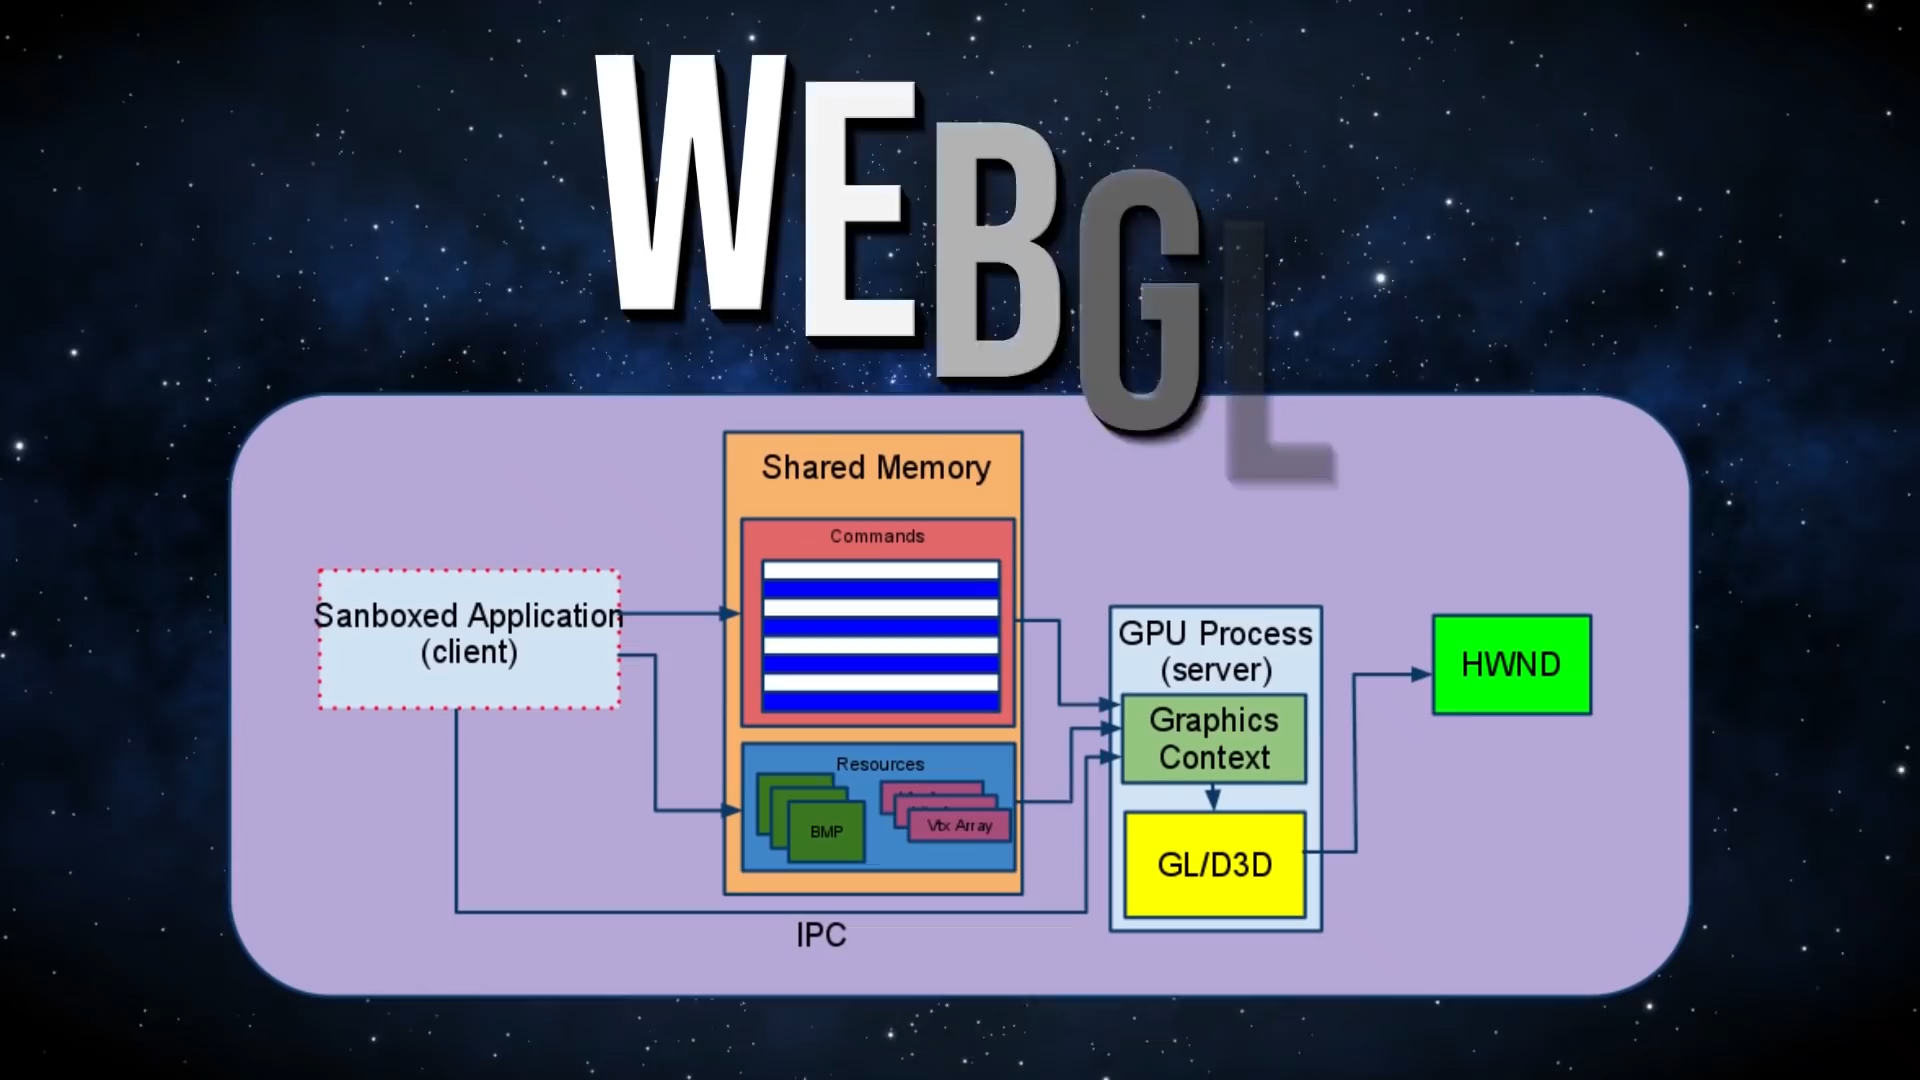 WEBGL
Shared Memory
Commands
Sanboxed Application
(client)
GPU Process
(server)
HWND
Graphics
Context
Resources
BMP
Vtx Array
GL/D3D
IPC